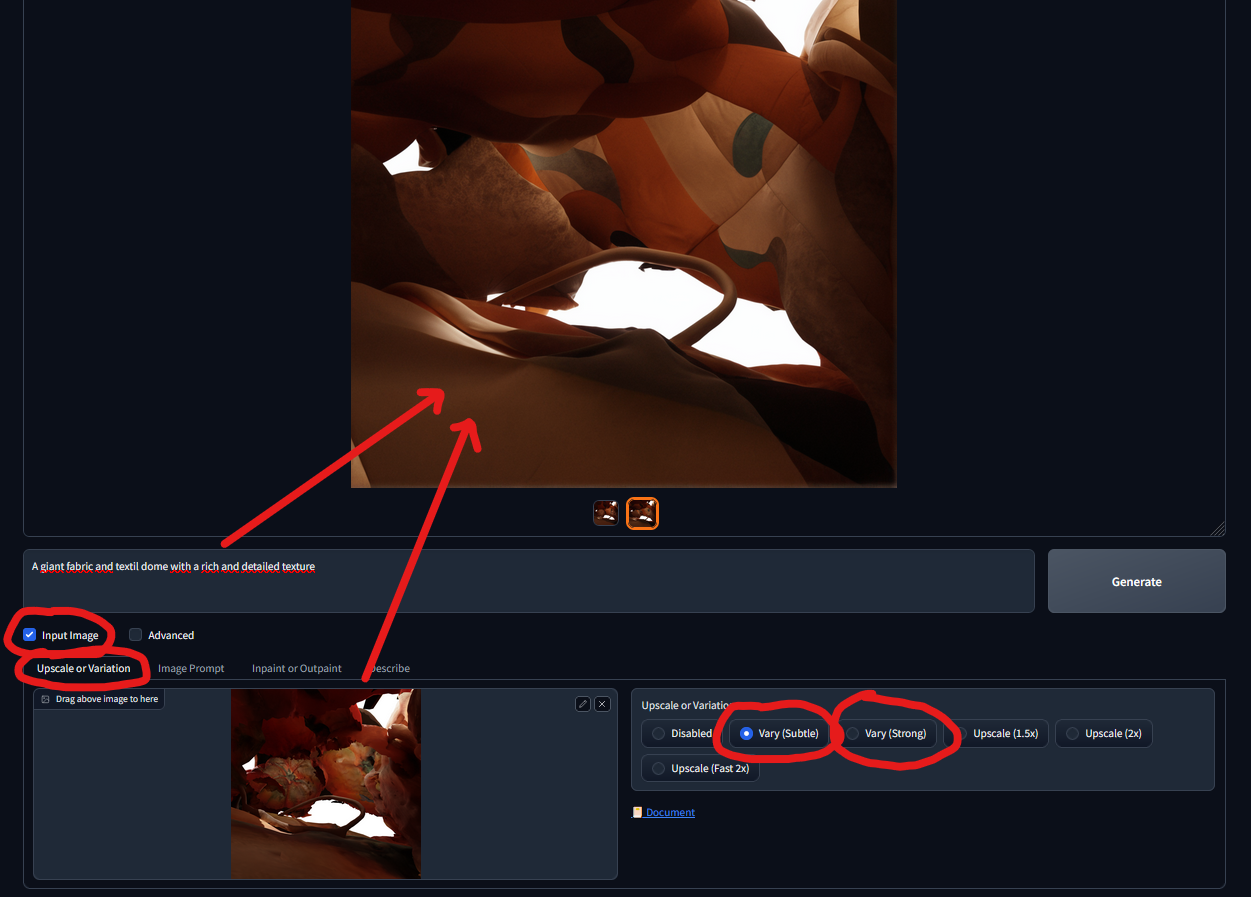 A giant fabric and textil dome with a rich and detailed texture
Generate
Input Image
Advanced
Upscale or Variation
Image Prompt
Inpaint or Outpaint
Describe
Drag above image to here
Upscale or Variation
Disabled
Vary (Subtle)
Vary (Strong)
Upscale (1.5x)
Upscale (2x)
Upscale (Fast 2x)
Document